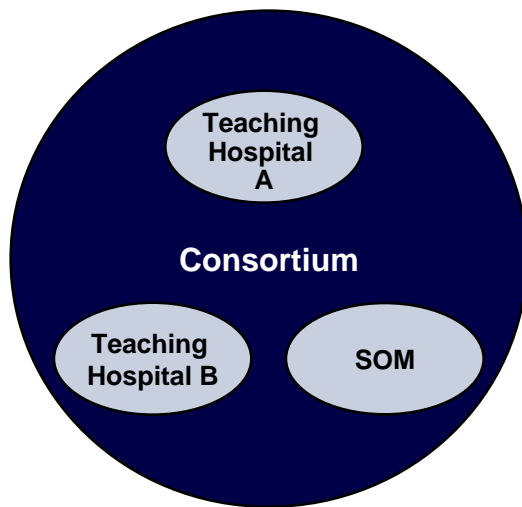 Teaching
Hospital
A
Consortium
Teaching
Hospital B
SOM